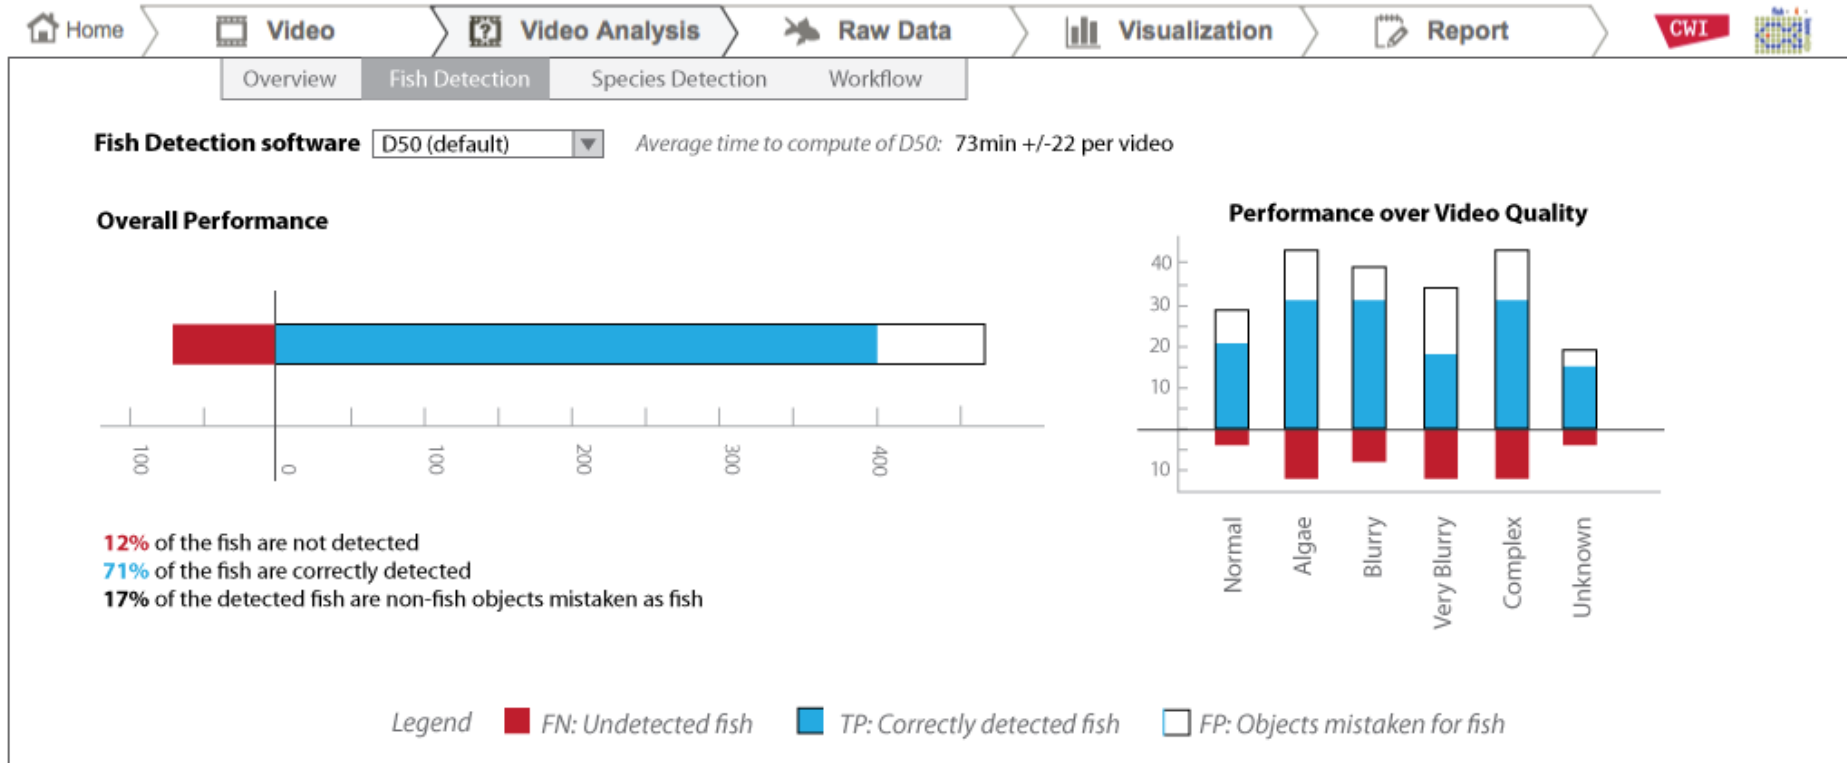 Home Video Video Analysis Raw Data Visualization Report CWI
Overview Fish Detection Species Detection Workflow
Fish Detection software D50 (default) Average time to compute of D50: 73min +/-22 per video
Overall Performance
100 0 100 200 300 400
12% of the fish are not detected
71% of the fish are correctly detected
17% of the detected fish are non-fish objects mistaken as fish
Performance over Video Quality
40
30
20
10
10
Normal Algae Blurry Very Blurry Complex Unknown
Legend FN: Undetected fish TP: Correctly detected fish FP: Objects mistaken for fish